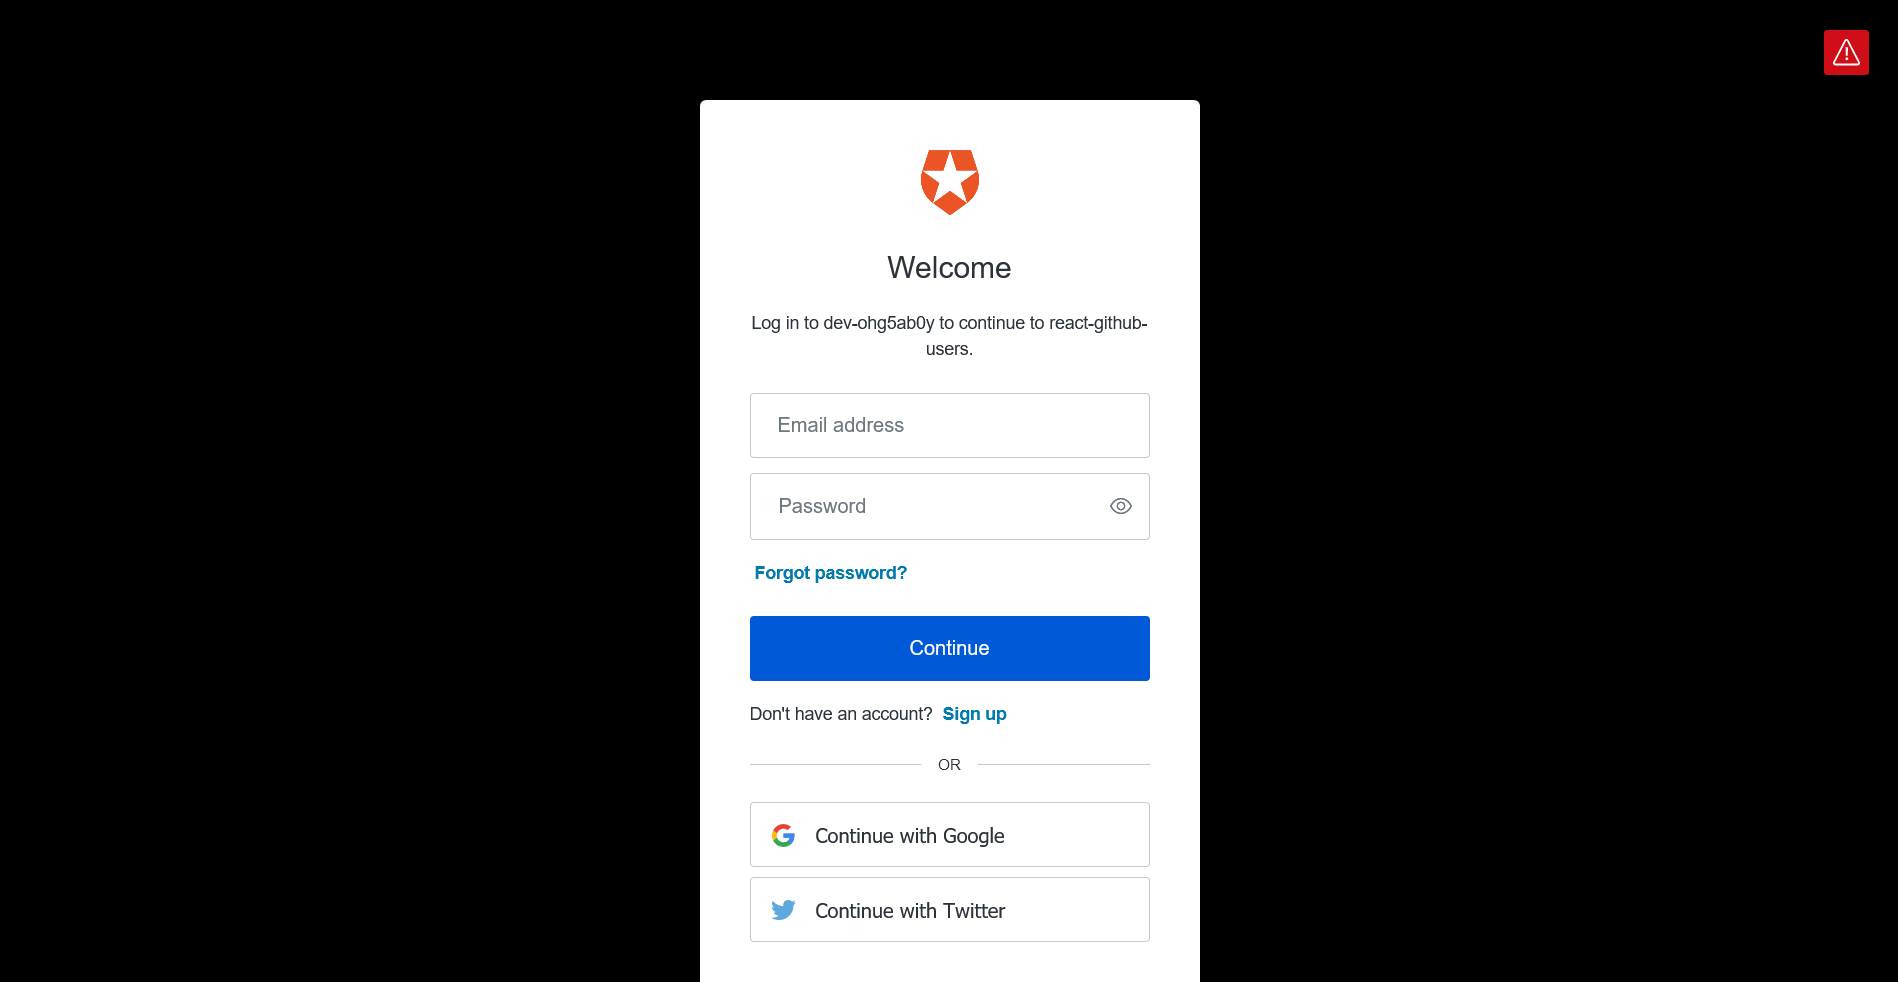 Welcome
Log in to dev-ohg5ab0y to continue to react-github-
users.
Email address
Password
Forgot password?
Continue
Don't have an account? Sign up
OR
Continue with Google
Continue with Twitter